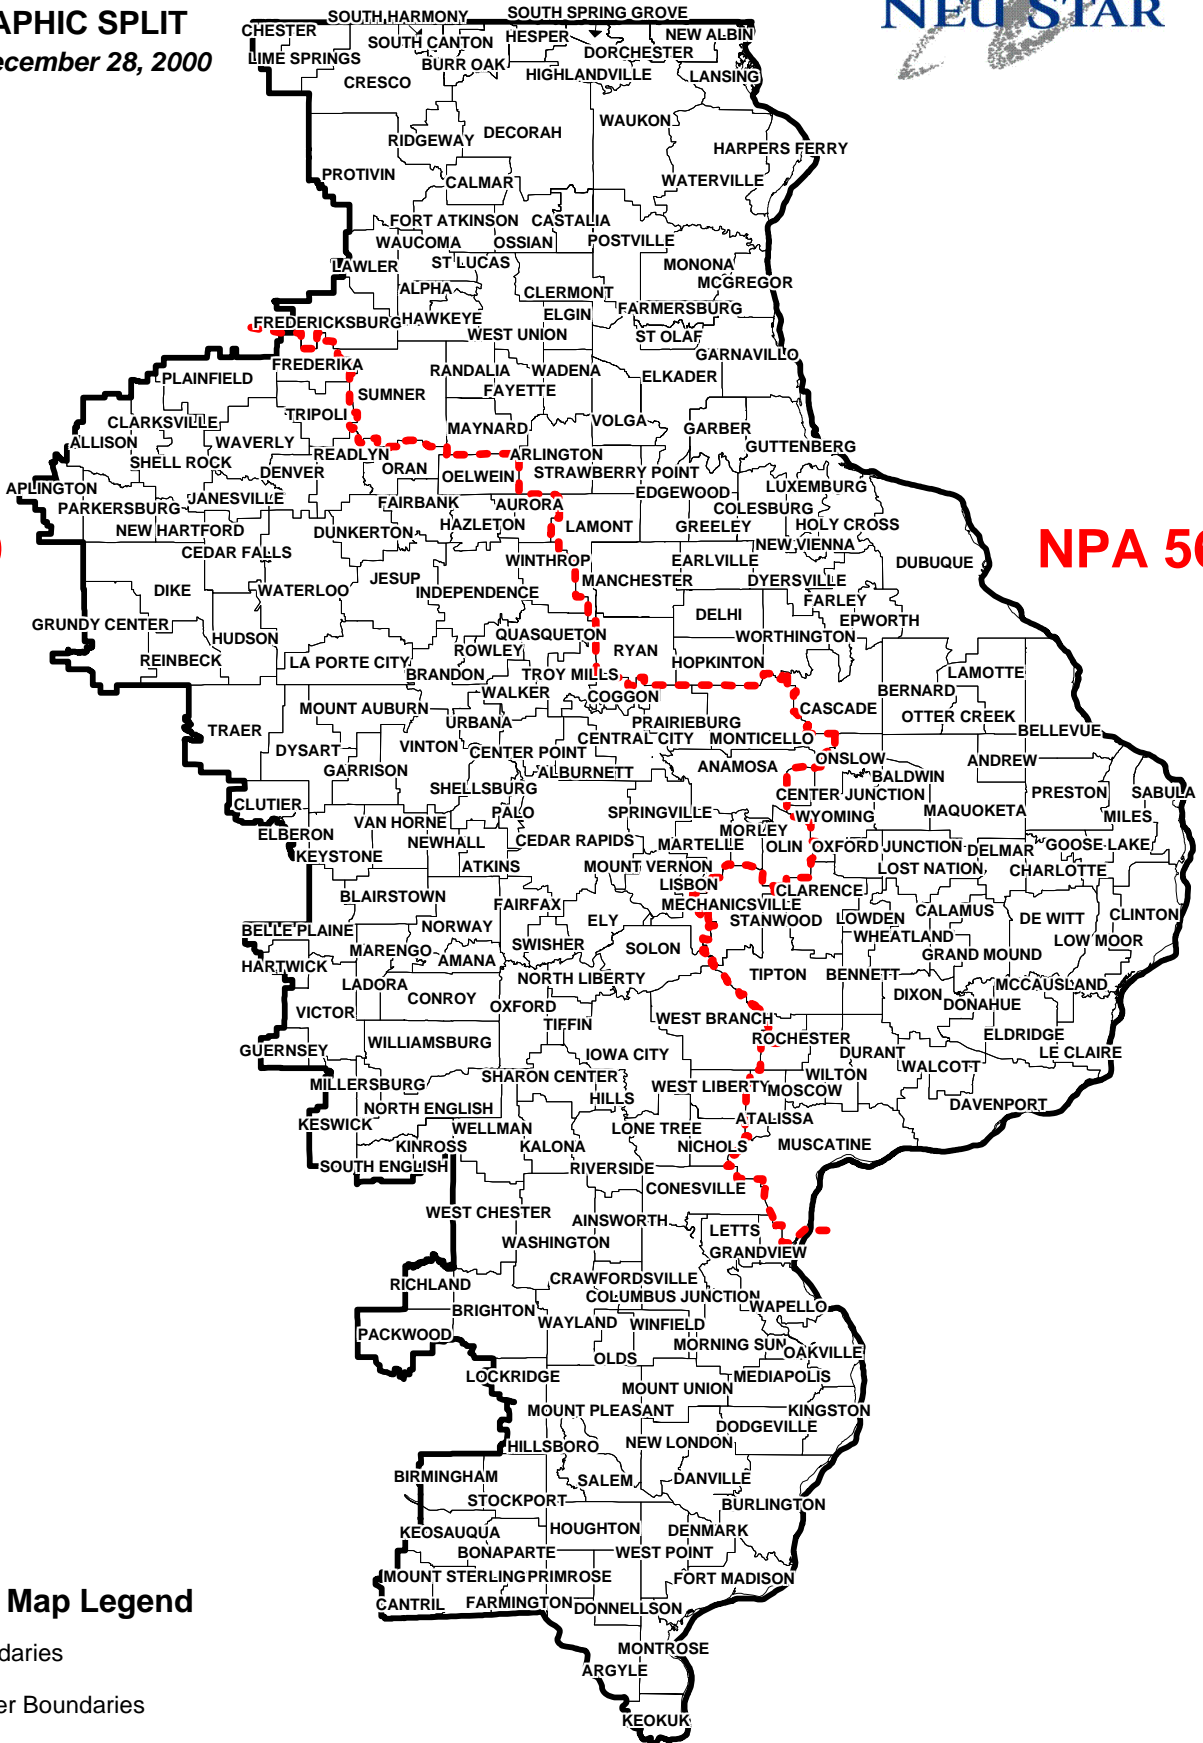 APHIC SPLIT
ecember 28, 2000
NEUSTAR
SOUTH HARMONY
SOUTH SPRING GROVE
CHESTER
SOUTH CANTON
HESPER
NEW ALBIN
LIME SPRINGS
BURR OAK
DORCHESTER
CRESCO
HIGHLANDVILLE
LANSING
WAUKON
RIDGEWAY
DECORAH
HARPERS FERRY
PROTIVIN
CALMAR
WATERVILLE
FORT ATKINSON
CASTALIA
WAUCOMA
OSSIAN
POSTVILLE
LAWLER
ST LUCAS
MONONA
MCGREGOR
ALPHA
CLERMONT
FARMERSBURG
FREDERICKSBURG
HAWKEYE
ELGIN
WEST UNION
ST OLAF
GARNAVILLO
FREDERIKA
RANDALIA
WADENA
ELKADER
PLAINFIELD
SUMNER
FAYETTE
CLARKSVILLE
TRIPOLI
MAYNARD
VOLGA
GARBER
ALLISON
WAVERLY
READLYN
ARLINGTON
GUTTENBERG
SHELL ROCK
DENVER
ORAN
OELWEIN
STRAWBERRY POINT
APLINGTON
JANESVILLE
FAIRBANK
AURORA
EDGEWOOD
LUXEMBURG
PARKERSBURG
COLESBURG
NEW HARTFORD
DUNKERTON
HAZLETON
LAMONT
GREELEY
HOLY CROSS
CEDAR FALLS
WINTHROP
EARLVILLE
NEW VIENNA
DUBUQUE
NPA 56
DIKE
WATERLOO
JESUP
INDEPENDENCE
MANCHESTER
DYERSVILLE
FARLEY
GRUNDY CENTER
HUDSON
QUASQUETON
DELHI
EPWORTH
REINBECK
LA PORTE CITY
ROWLEY
RYAN
WORTHINGTON
BRANDON
TROY MILLS
HOPKINTON
LAMOTTE
WALKER
COGGON
BERNARD
MOUNT AUBURN
CASCADE
TRAER
URBANA
PRAIRIEBURG
OTTER CREEK
DYSART
VINTON
CENTER POINT
CENTRAL CITY
MONTICELLO
BELLEVUE
GARRISON
ALBURNETT
ANAMOSA
ONSLOW
ANDREW
SHELLSBURG
BALDWIN
CLUTIER
CENTER JUNCTION
PRESTON
SABULA
ELBERON
VAN HORNE
PALO
SPRINGVILLE
WYOMING
MAQUOKETA
MILES
KEYSTONE
NEWHALL
CEDAR RAPIDS
MORLEY
MARTELLE
OLIN
OXFORD JUNCTION
DELMAR
GOOSE LAKE
ATKINS
MOUNT VERNON
LOST NATION
CHARLOTTE
BLAIRSTOWN
LISBON
CLARENCE
FAIRFAX
MECHANICSVILLE
BELLE PLAINE
NORWAY
ELY
STANWOOD
LOWDEN
CALAMUS
DE WITT
CLINTON
MARENGO
SWISHER
SOLON
WHEATLAND
LOW MOOR
HARTWICK
AMANA
GRAND MOUND
LADORA
NORTH LIBERTY
TIPTON
BENNETT
MCCAUSLAND
VICTOR
CONROY
OXFORD
DIXON
DONAHUE
TIFFIN
WEST BRANCH
ROCHESTER
ELDRIDGE
GUERNSEY
WILLIAMSBURG
IOWA CITY
DURANT
LE CLAIRE
MILLERSBURG
SHARON CENTER
WEST LIBERTY
WILTON
WALCOTT
NORTH ENGLISH
HILLS
MOSCOW
DAVENPORT
KESWICK
WELLMAN
LONE TREE
ATALISSA
KINROSS
KALONA
NICHOLS
MUSCATINE
SOUTH ENGLISH
RIVERSIDE
CONESVILLE
WEST CHESTER
AINSWORTH
LETTS
WASHINGTON
GRANDVIEW
RICHLAND
CRAWFORDSVILLE
COLUMBUS JUNCTION
WAPELLO
BRIGHTON
WAYLAND
WINFIELD
PACKWOOD
MORNING SUN
OAKVILLE
OLDS
LOCKRIDGE
MEDIAPOLIS
MOUNT UNION
MOUNT PLEASANT
KINGSTON
DODGEVILLE
HILLSBORO
NEW LONDON
BIRMINGHAM
SALEM
DANVILLE
STOCKPORT
BURLINGTON
KEOSAUQUA
HOUGHTON
DENMARK
BONAPARTE
WEST POINT
MOUNT STERLING
PRIMROSE
FORT MADISON
CANTRIL
FARMINGTON
DONNELLSON
Map Legend
MONTROSE
daries
ARGYLE
er Boundaries
KEOKUK